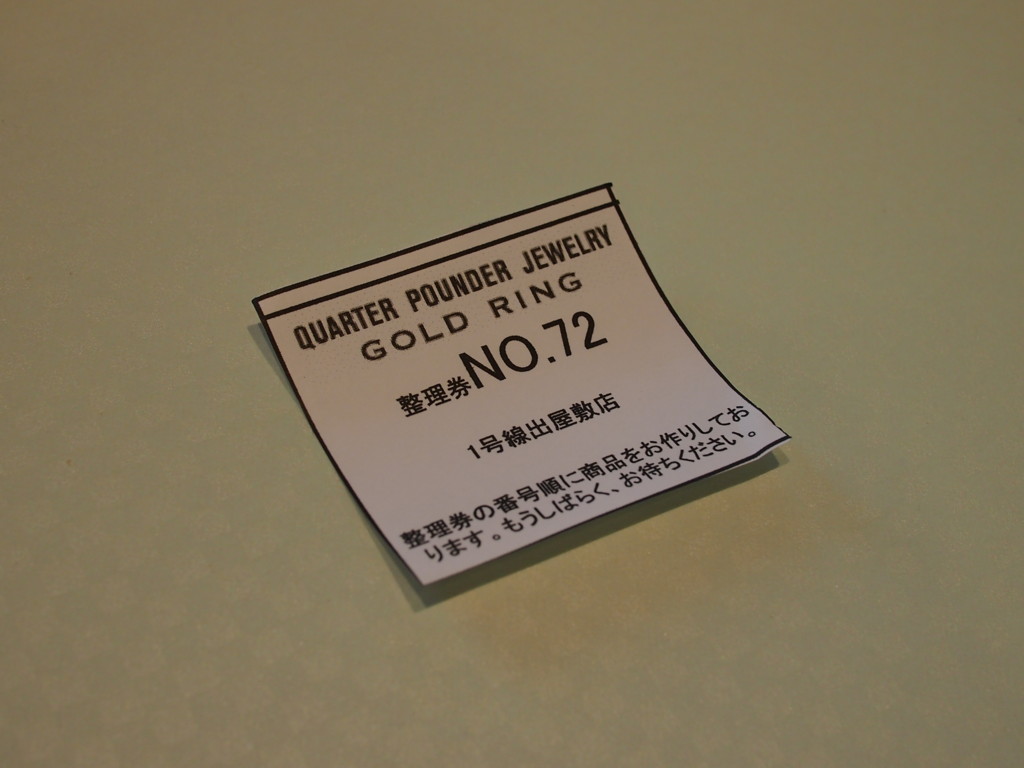 QUARTER POUNDER JEWELRY
GOLD RING
整理券NO.72
1号線出屋敷店
整理券の番号順に商品をお作りしてお
ります。もうしばらく、お待ちください。